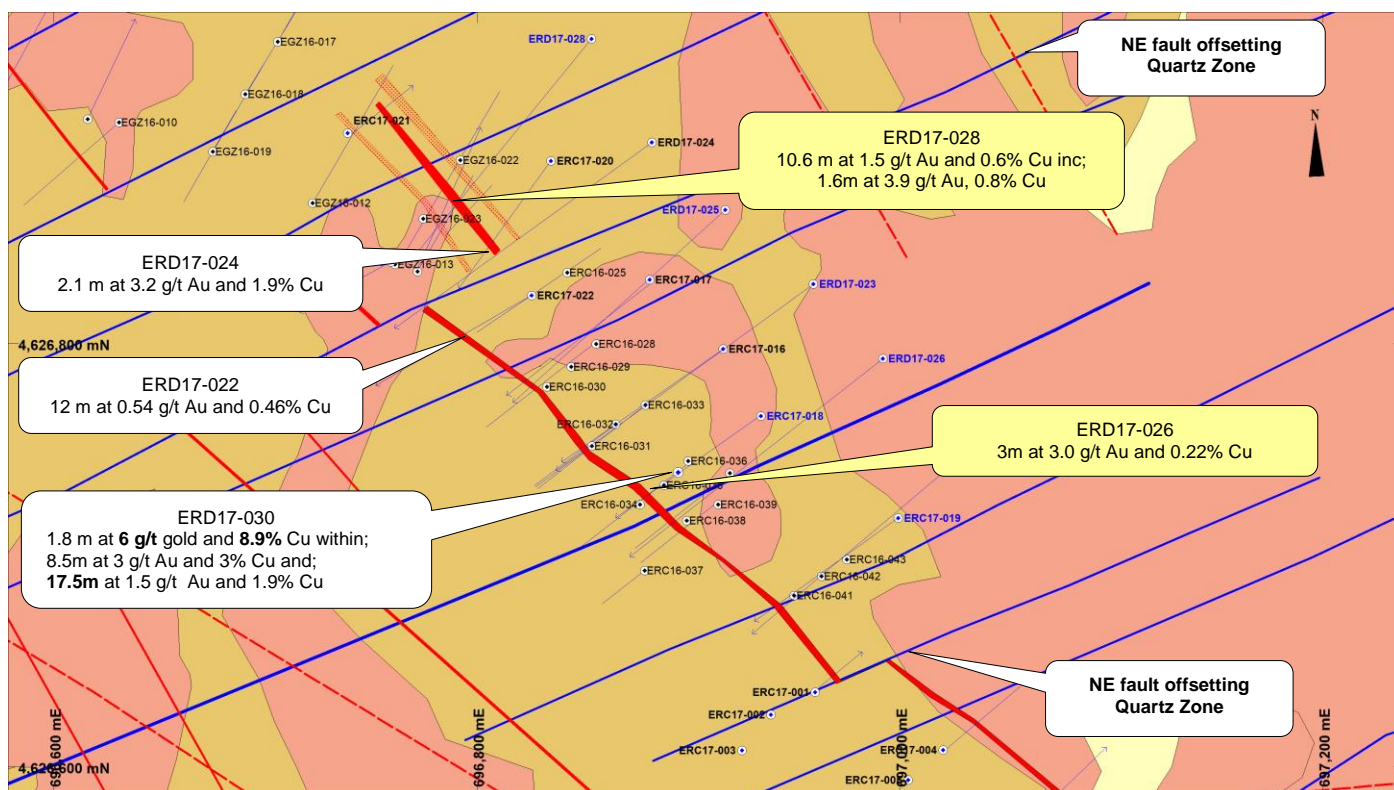 EGZ16-017
ERD17-028
NE fault offsetting
Quartz Zone
EGZ16-018
EGZ16-010
ERC17-021
N
EGZ16-019
EGZ16-022
ERC17-020
ERD17-024
ERD17-028
10.6 m at 1.5 g/t Au and 0.6% Cu inc;
1.6m at 3.9 g/t Au, 0.8% Cu
EGZ16-012
EGZ16-023
ERD17-025
ERD17-024
2.1 m at 3.2 g/t Au and 1.9% Cu
EGZ16-013
ERC16-025
ERC17-017
ERD17-023
ERC17-022
4,626,800 mN
ERC16-028
ERC17-016
ERD17-026
ERC16-029
ERC16-030
ERD17-022
12 m at 0.54 g/t Au and 0.46% Cu
ERC16-033
ERC17-018
ERC16-032
ERC16-031
ERD17-026
3m at 3.0 g/t Au and 0.22% Cu
ERC16-036
ERC16-034
ERC16-039
ERC17-019
ERC16-038
ERD17-030
1.8 m at 6 g/t gold and 8.9% Cu within;
8.5m at 3 g/t Au and 3% Cu and;
17.5m at 1.5 g/t Au and 1.9% Cu
ERC16-043
ERC16-037
ERC16-042
ERC16-041
NE fault offsetting
Quartz Zone
ERC17-001
ERC17-002
ERC17-003
ERC17-004
696,800 mE
697,000 mE
697,200 mE